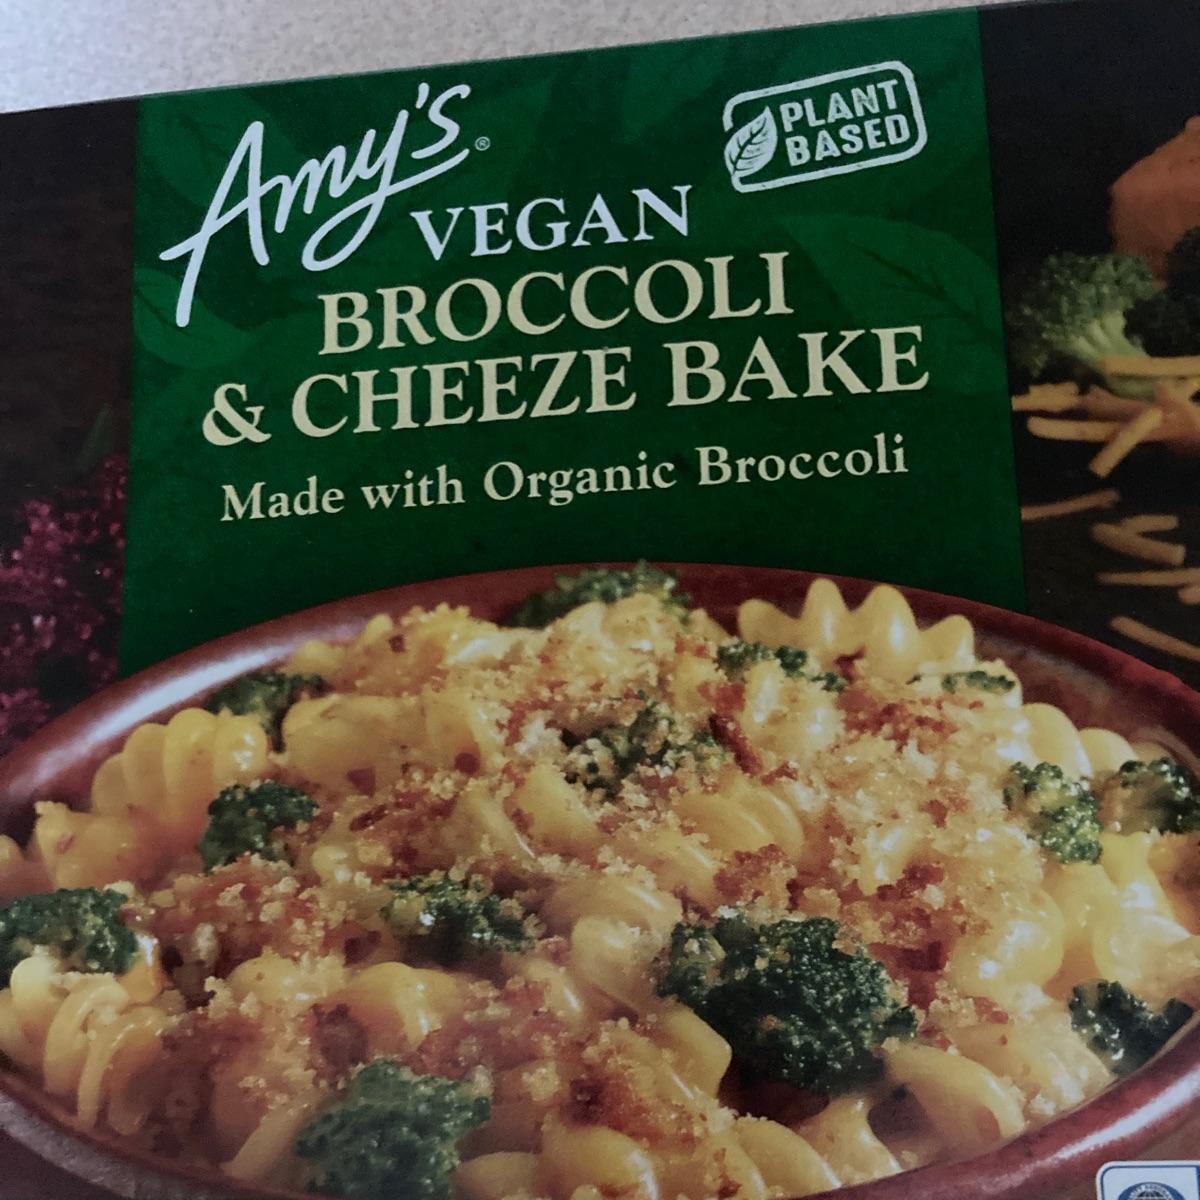 Amy's®
PLANT
BASED
VEGAN
BROCCOLI
& CHEEZE BAKE
Made with Organic Broccoli